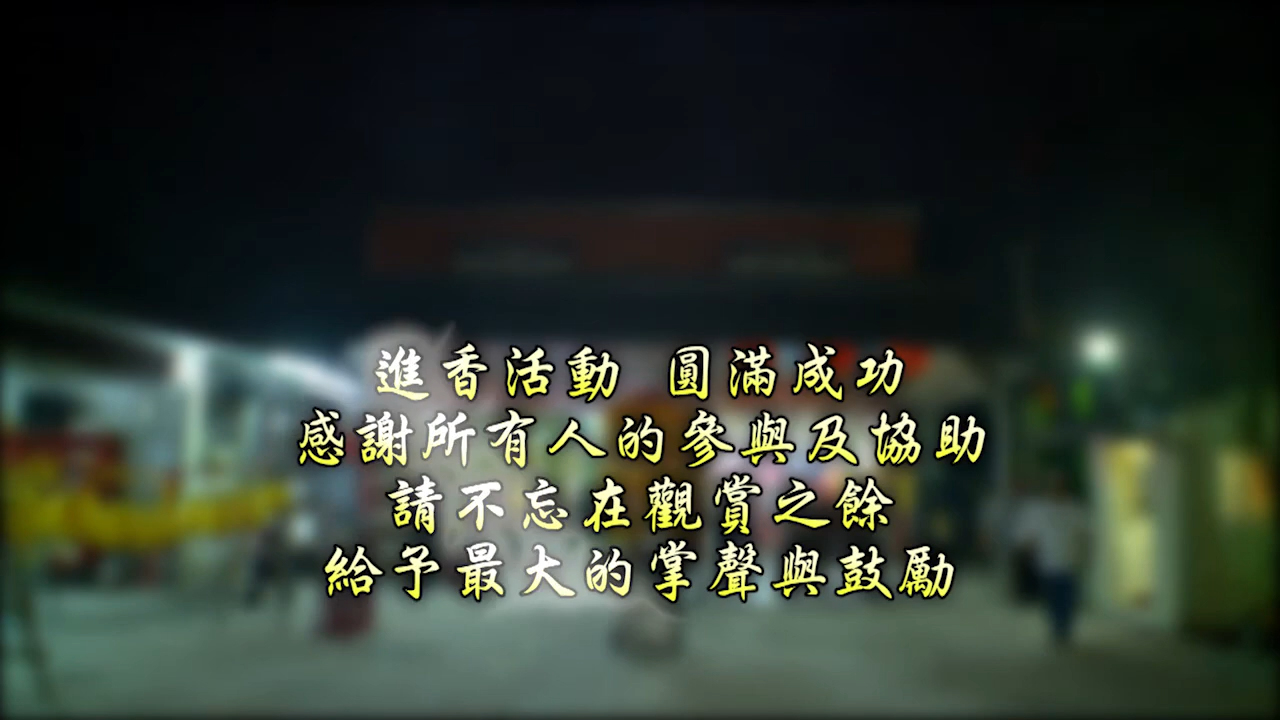 進香活動 圓滿成功
感謝所有人的參與及協助
請不忘在觀賞之餘
給予最大的掌聲與鼓勵